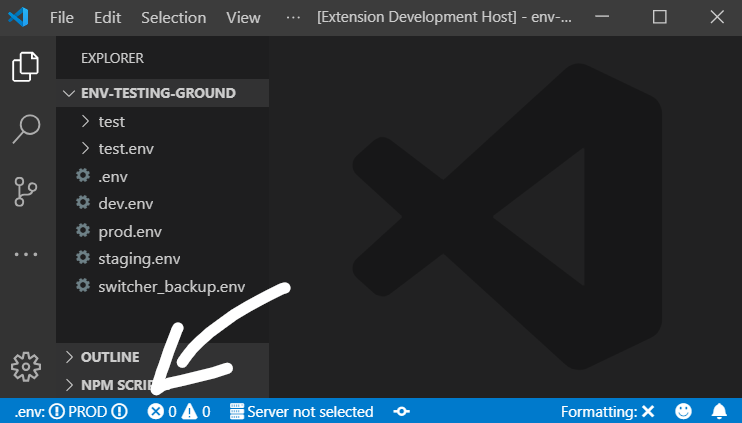 File Edit Selection View ··· [Extension Development Host] - env-...
EXPLORER
ENV-TESTING-GROUND
test
test.env
.env
dev.env
prod.env
staging.env
switcher_backup.env
OUTLINE
NPM SCRI
.env: PROD 0 0 Server not selected Formatting: